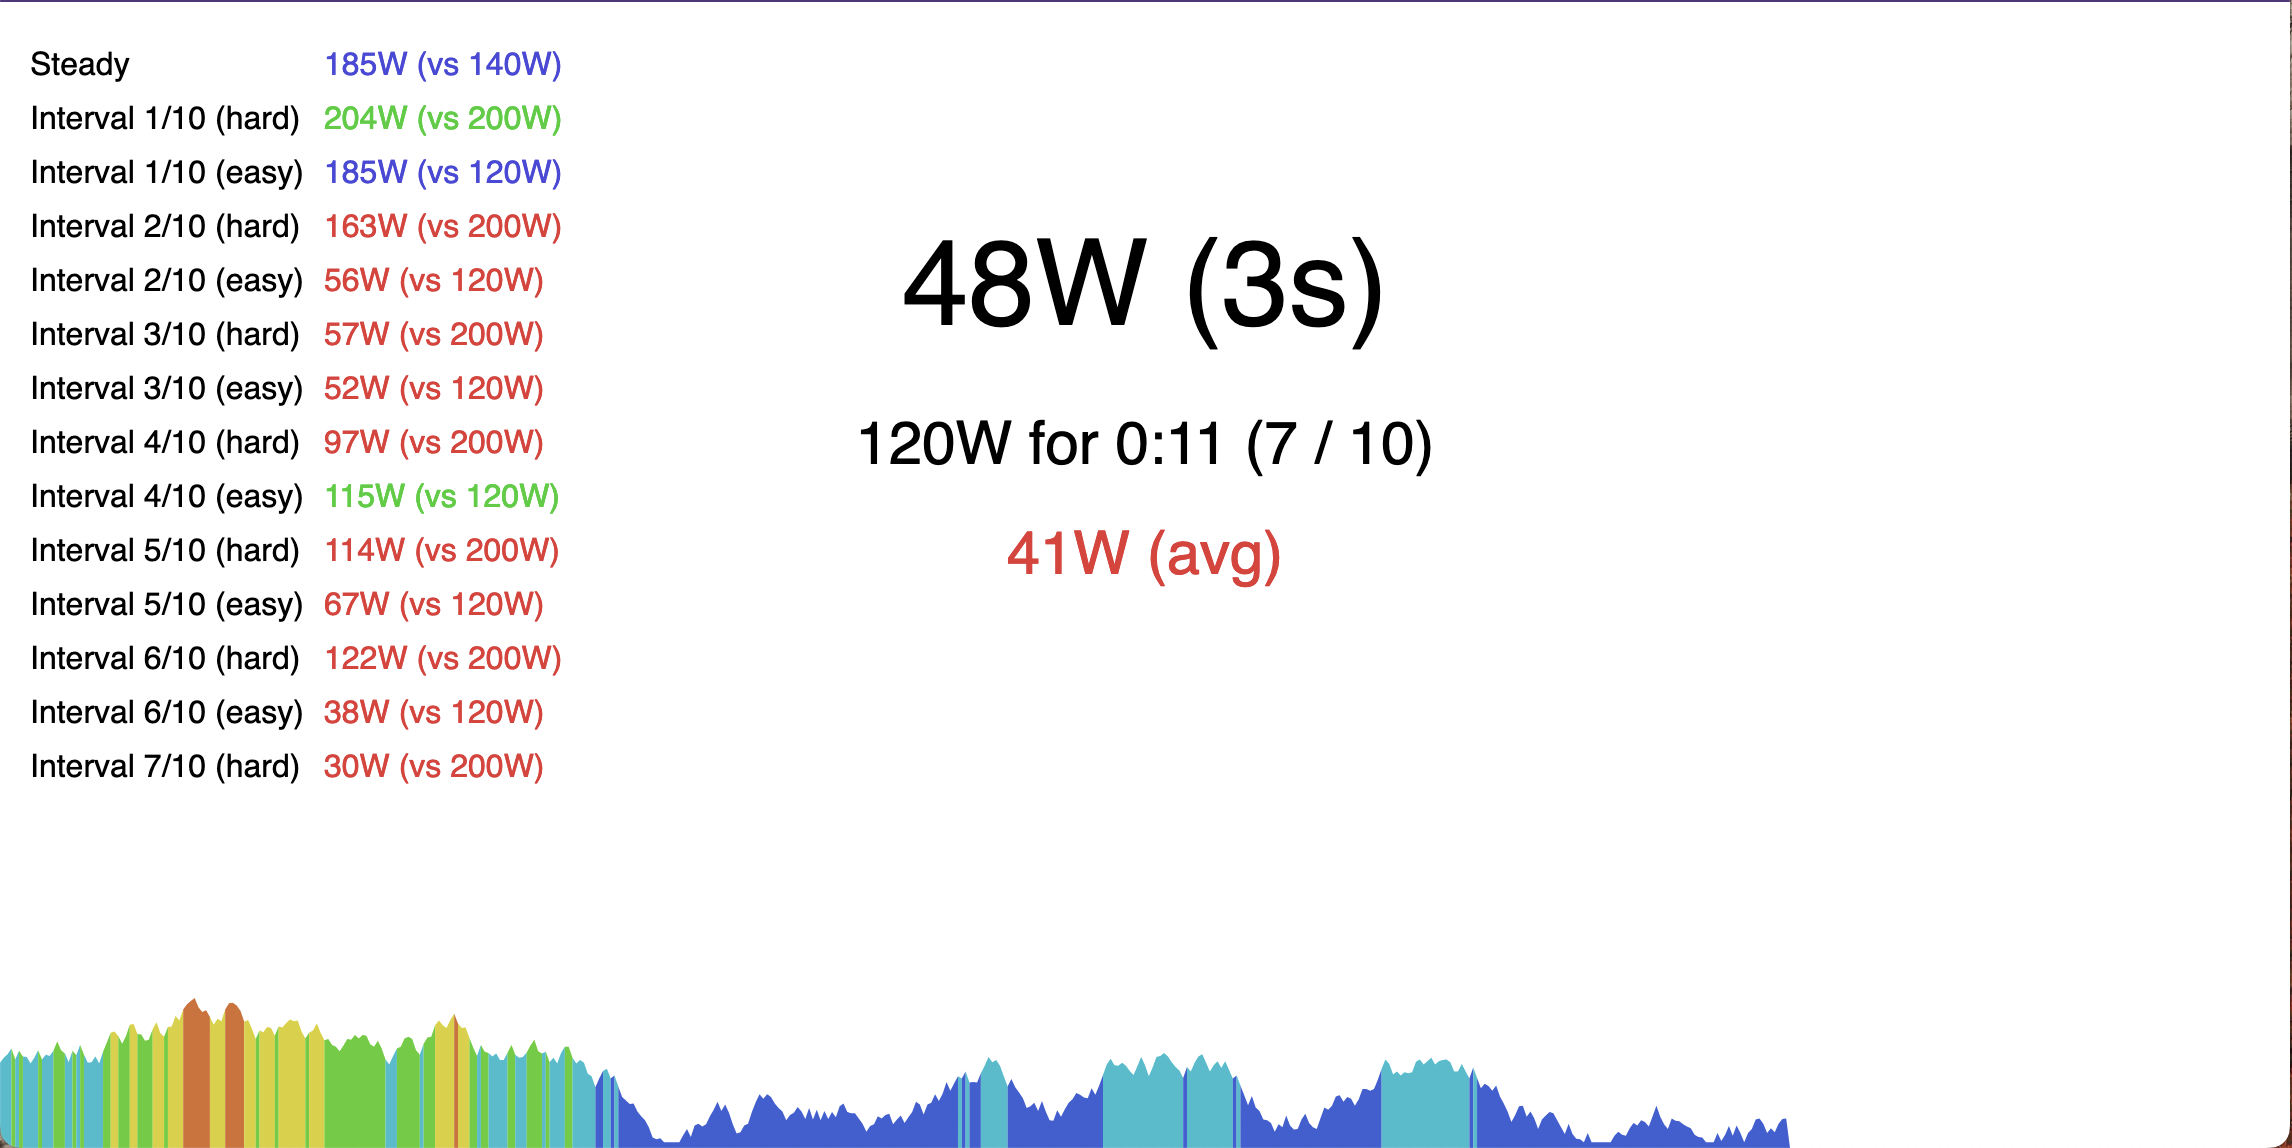 Steady 185W (vs 140W)
Interval 1/10 (hard) 204W (vs 200W)
Interval 1/10 (easy) 185W (vs 120W)
Interval 2/10 (hard) 163W (vs 200W)
Interval 2/10 (easy) 56W (vs 120W)
Interval 3/10 (hard) 57W (vs 200W)
Interval 3/10 (easy) 52W (vs 120W)
Interval 4/10 (hard) 97W (vs 200W)
Interval 4/10 (easy) 115W (vs 120W)
Interval 5/10 (hard) 114W (vs 200W)
Interval 5/10 (easy) 67W (vs 120W)
Interval 6/10 (hard) 122W (vs 200W)
Interval 6/10 (easy) 38W (vs 120W)
Interval 7/10 (hard) 30W (vs 200W)
48W (3s)
120W for 0:11 (7 / 10)
41W (avg)